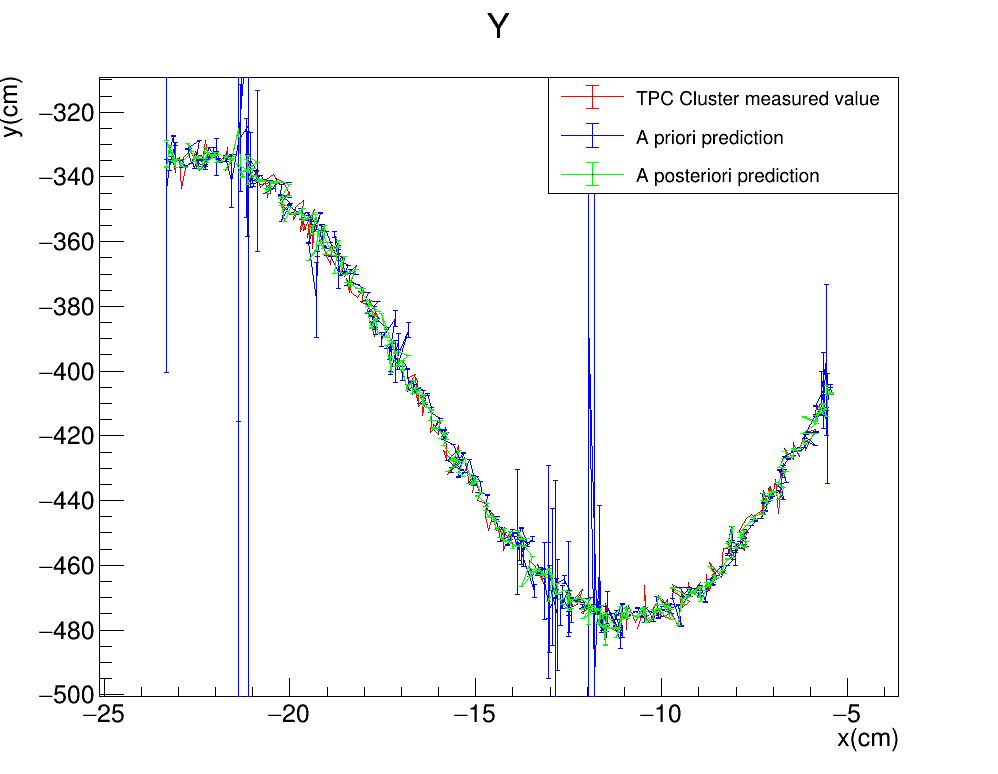 Y
y(cm)
TPC Cluster measured value
A priori prediction
A posteriori prediction
−320
−340
−360
−380
−400
−420
−440
−460
−480
−500
−25 −20 −15 −10 −5
x(cm)